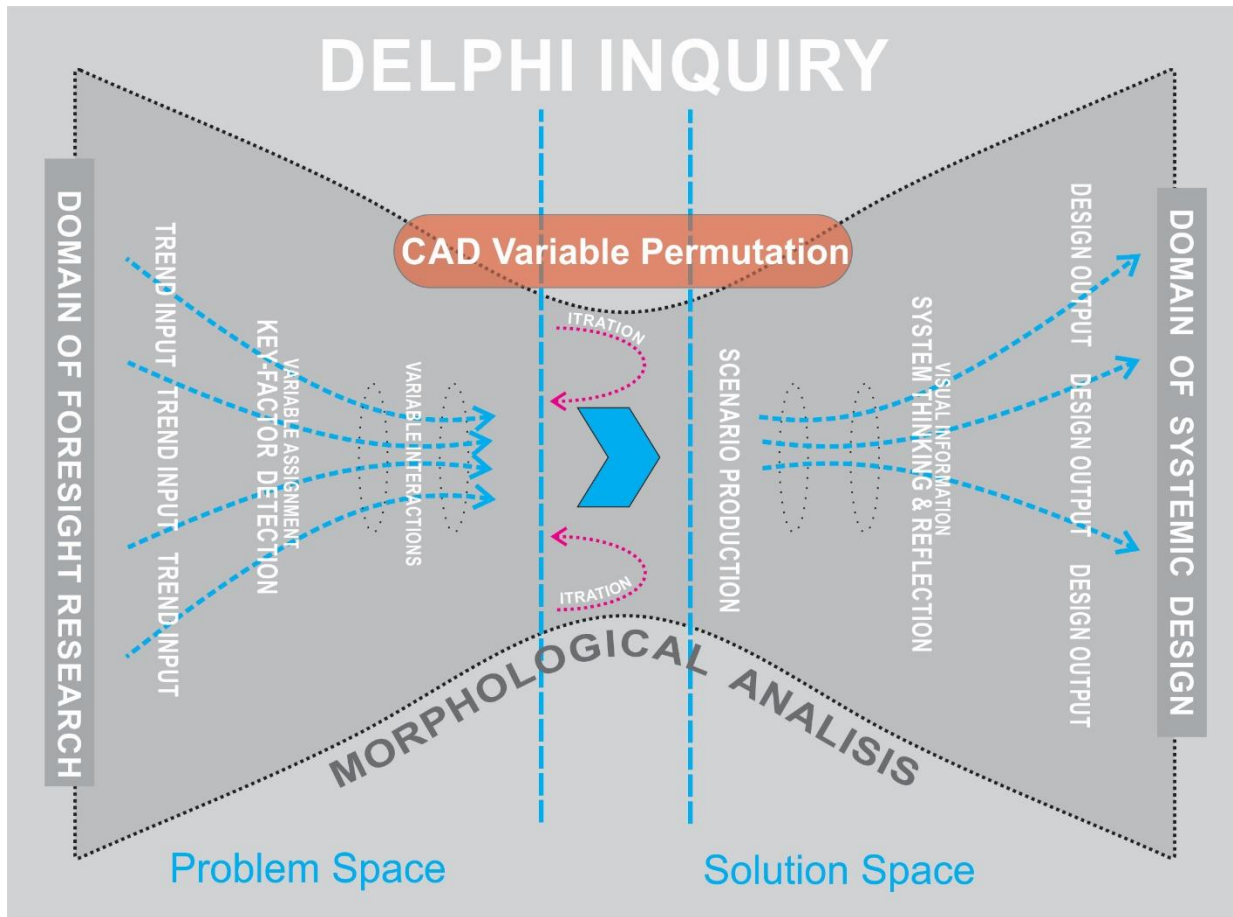 DELPHI INQUIRY
CAD Variable Permutation
DOMAIN OF FORESIGHT RESEARCH
TREND INPUT
TREND INPUT
TREND INPUT
VARIABLE ASSIGNMENT
KEY-FACTOR DETECTION
VARIABLE INTERACTIONS
ITRATION
ITRATION
SCENARIO PRODUCTION
VISUAL INFORMATION
SYSTEM THINKING & REFLECTION
DESIGN OUTPUT
DESIGN OUTPUT
DESIGN OUTPUT
DOMAIN OF SYSTEMIC DESIGN
MORPHOLOGICAL ANALISIS
Problem Space
Solution Space